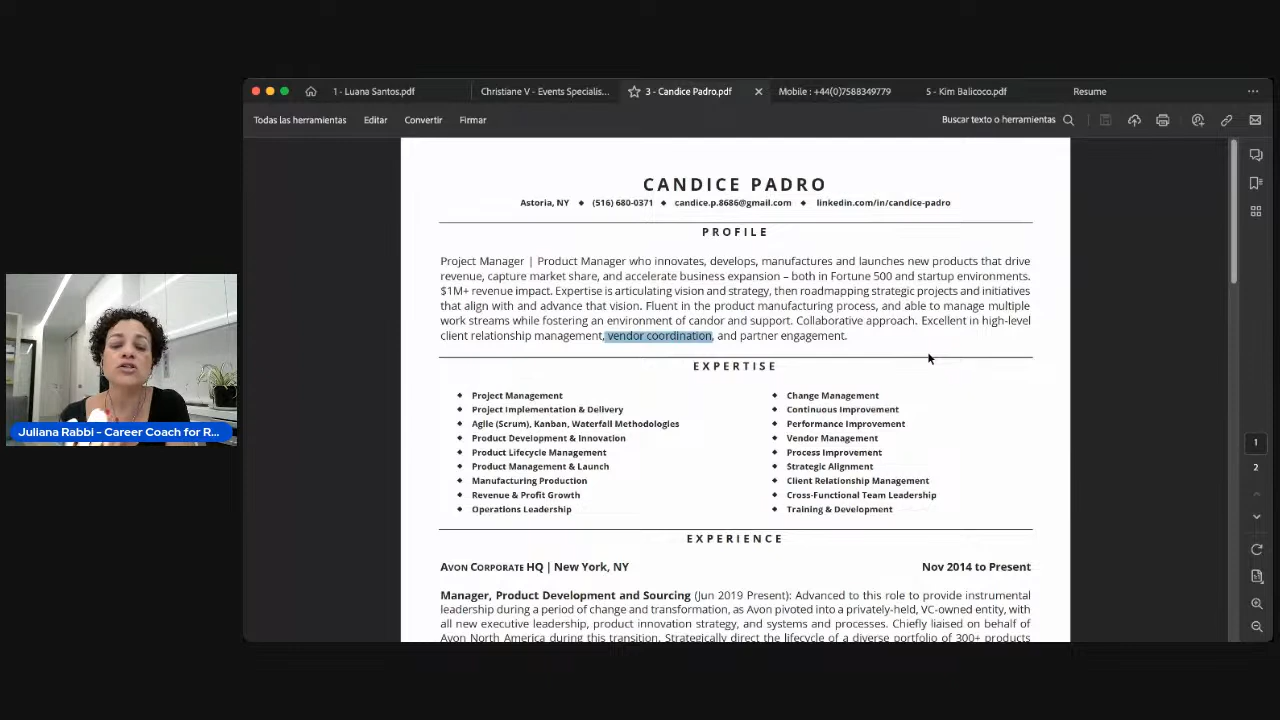 1 - Luana Santos.pdf
Christiane V - Events Specialis...
3 - Candice Padro.pdf
Mobile : +44(0)7588349779
5 - Kim Balicoco.pdf
Resume
Todas las herramientas
Editar
Convertir
Firmar
Buscar texto o herramientas
CANDICE PADRO
Astoria, NY ◆ (516) 680-0371 ◆ candice.p.8686@gmail.com ◆ linkedin.com/in/candice-padro
PROFILE
Project Manager | Product Manager who innovates, develops, manufactures and launches new products that drive
revenue, capture market share, and accelerate business expansion – both in Fortune 500 and startup environments.
$1M+ revenue impact. Expertise is articulating vision and strategy, then roadmapping strategic projects and initiatives
that align with and advance that vision. Fluent in the product manufacturing process, and able to manage multiple
work streams while fostering an environment of candor and support. Collaborative approach. Excellent in high-level
client relationship management, vendor coordination, and partner engagement.
EXPERTISE
◆ Project Management
◆ Project Implementation & Delivery
◆ Agile (Scrum), Kanban, Waterfall Methodologies
◆ Product Development & Innovation
◆ Product Lifecycle Management
◆ Product Management & Launch
◆ Manufacturing Production
◆ Revenue & Profit Growth
◆ Operations Leadership
◆ Change Management
◆ Continuous Improvement
◆ Performance Improvement
◆ Vendor Management
◆ Process Improvement
◆ Strategic Alignment
◆ Client Relationship Management
◆ Cross-Functional Team Leadership
◆ Training & Development
EXPERIENCE
AVON CORPORATE HQ | New York, NY
Nov 2014 to Present
Manager, Product Development and Sourcing (Jun 2019 Present): Advanced to this role to provide instrumental
leadership during a period of change and transformation, as Avon pivoted into a privately-held, VC-owned entity, with
all new executive leadership, product innovation strategy, and systems and processes. Chiefly liaised on behalf of
Avon North America during this transition. Strategically direct the lifecycle of a diverse portfolio of 300+ products
1
2
Juliana Rabbi – Career Coach for R...